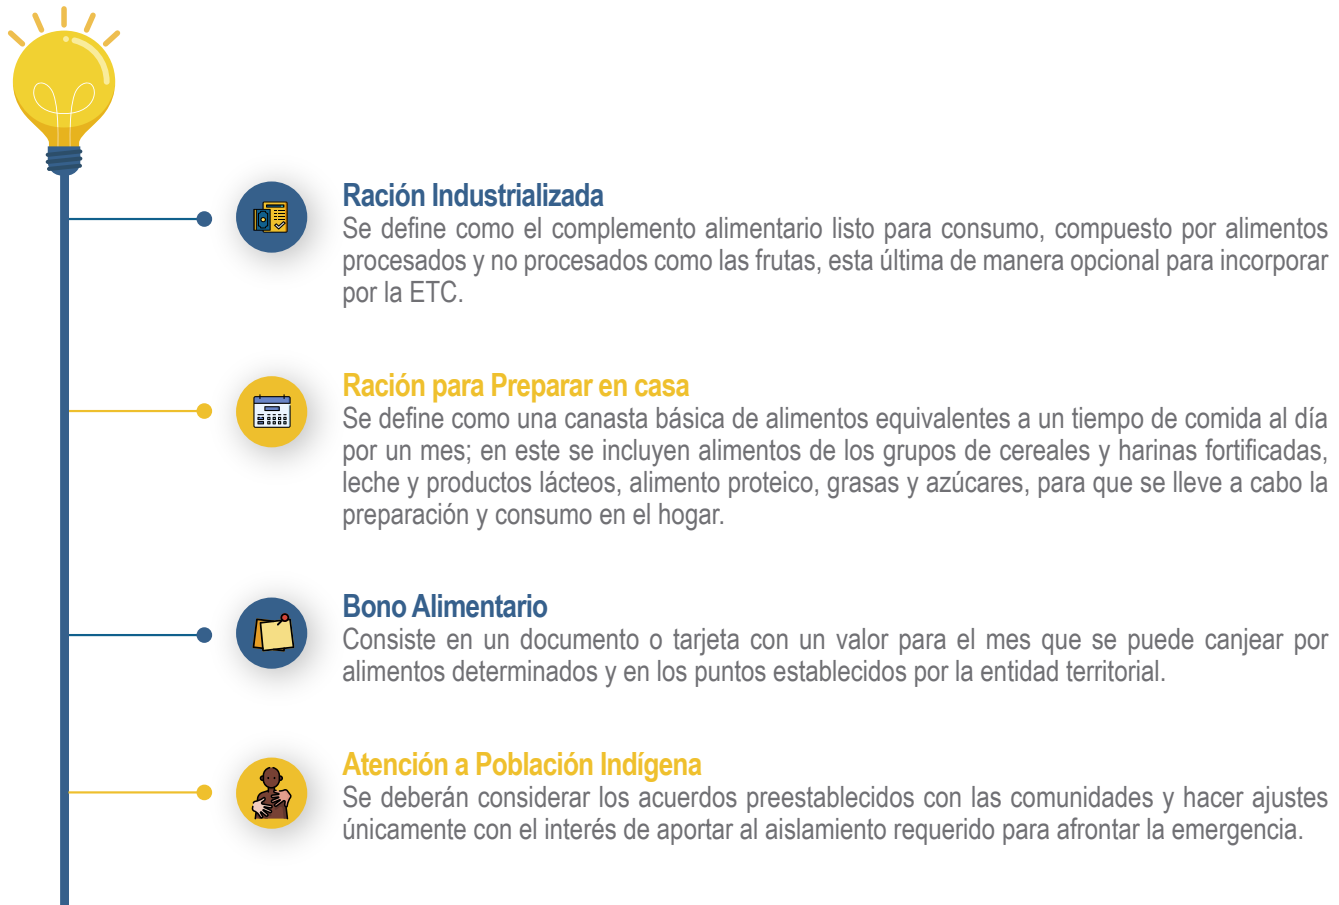 Ración Industrializada
Se define como el complemento alimentario listo para consumo, compuesto por alimentos
procesados y no procesados como las frutas, esta última de manera opcional para incorporar
por la ETC.
Ración para Preparar en casa
Se define como una canasta básica de alimentos equivalentes a un tiempo de comida al día
por un mes; en este se incluyen alimentos de los grupos de cereales y harinas fortificadas,
leche y productos lácteos, alimento proteico, grasas y azúcares, para que se lleve a cabo la
preparación y consumo en el hogar.
Bono Alimentario
Consiste en un documento o tarjeta con un valor para el mes que se puede canjear por
alimentos determinados y en los puntos establecidos por la entidad territorial.
Atención a Población Indígena
Se deberán considerar los acuerdos preestablecidos con las comunidades y hacer ajustes
únicamente con el interés de aportar al aislamiento requerido para afrontar la emergencia.